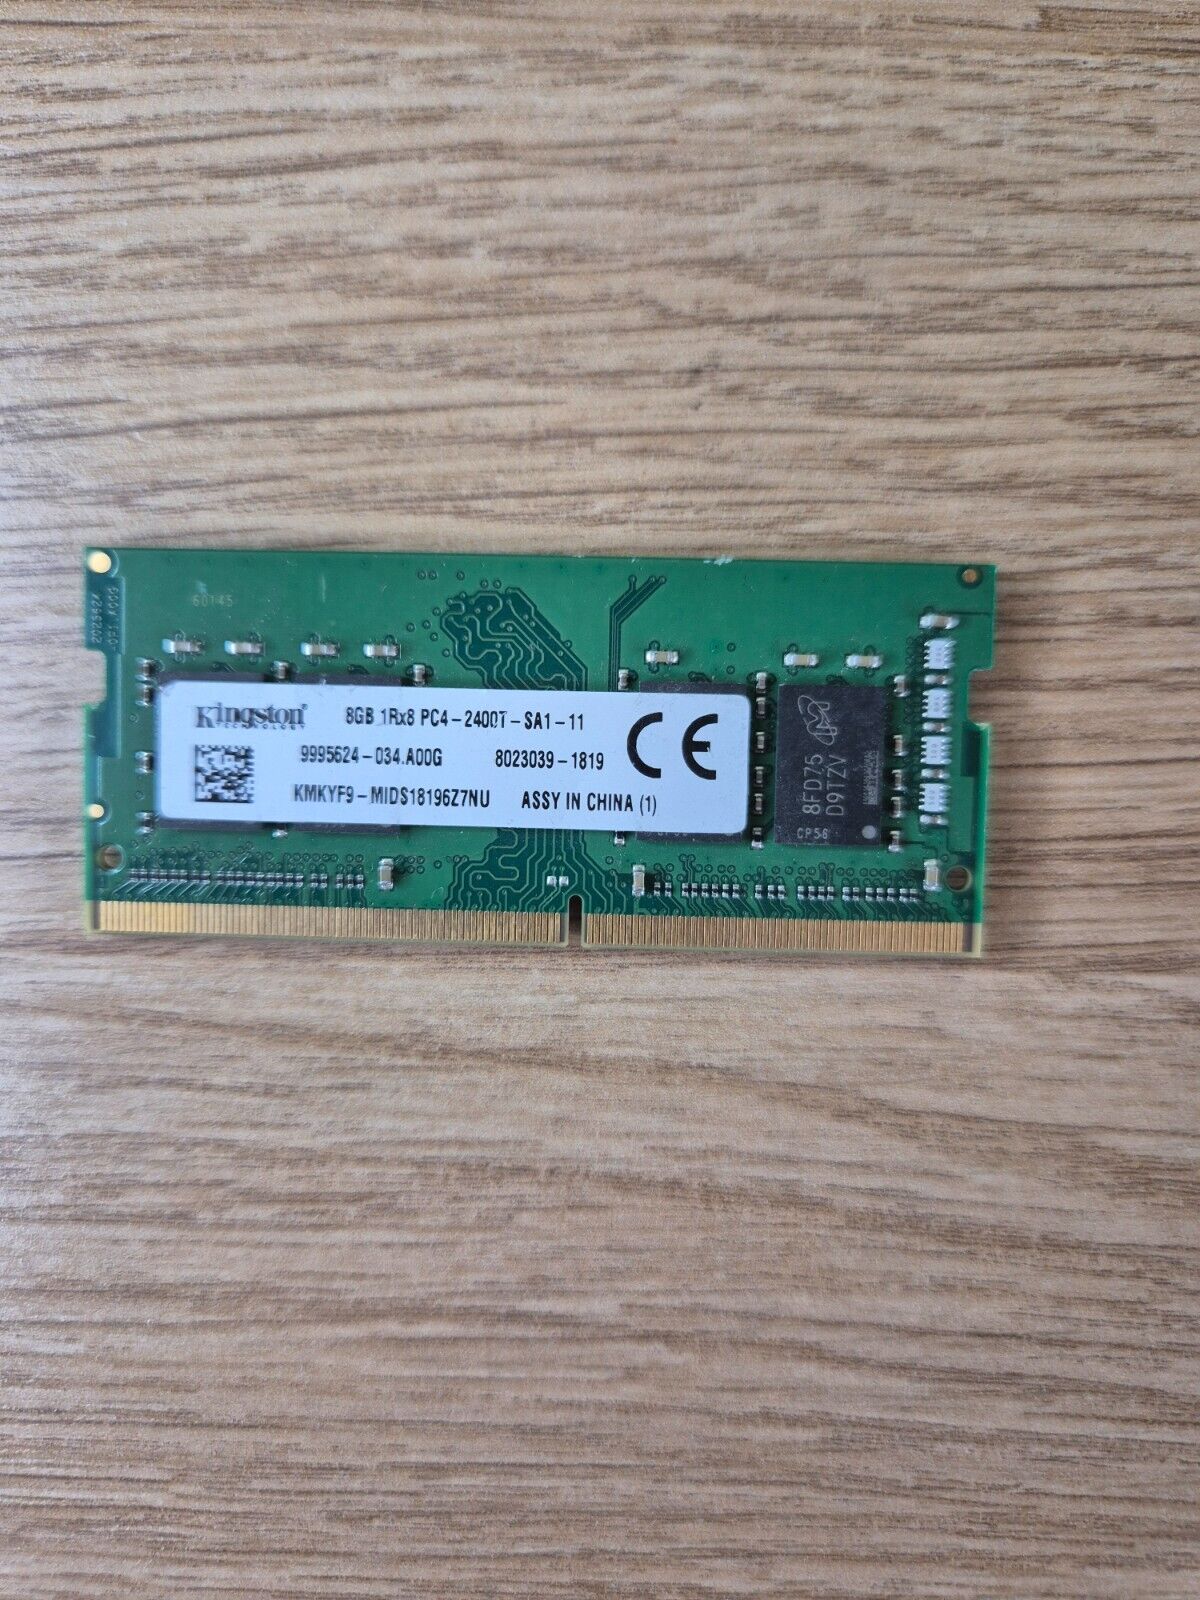 60145
Kingston
TECHNOLOGY
8GB 1Rx8 PC4-2400T-SA1-11
9995624-034.A00G 8023039-1819
KMKYF9-MIDS18196Z7NU ASSY IN CHINA (1)
CE
8FD75
D9TZV
CP56